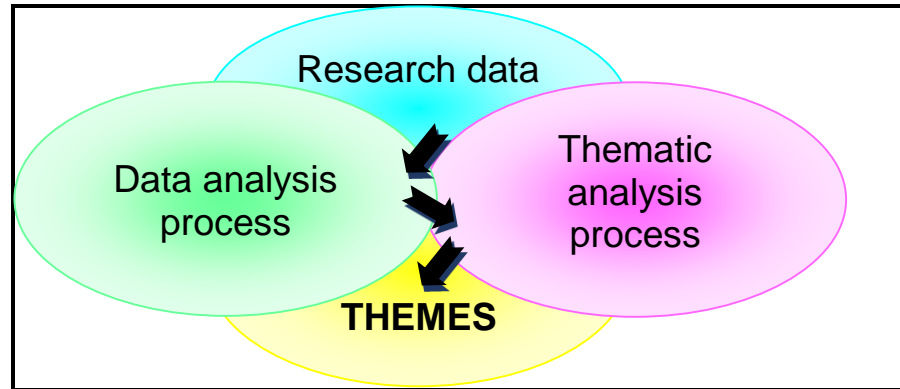 Research data
Data analysis
process
Thematic
analysis
process
THEMES